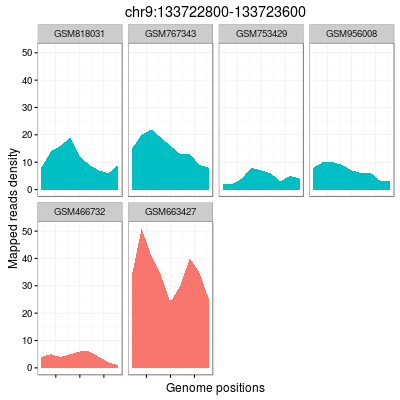 chr9:133722800-133723600
GSM818031 GSM767343 GSM753429 GSM956008
50
40
30
20
10
0
GSM466732 GSM663427
50
40
30
20
10
0
Mapped reads density
Genome positions